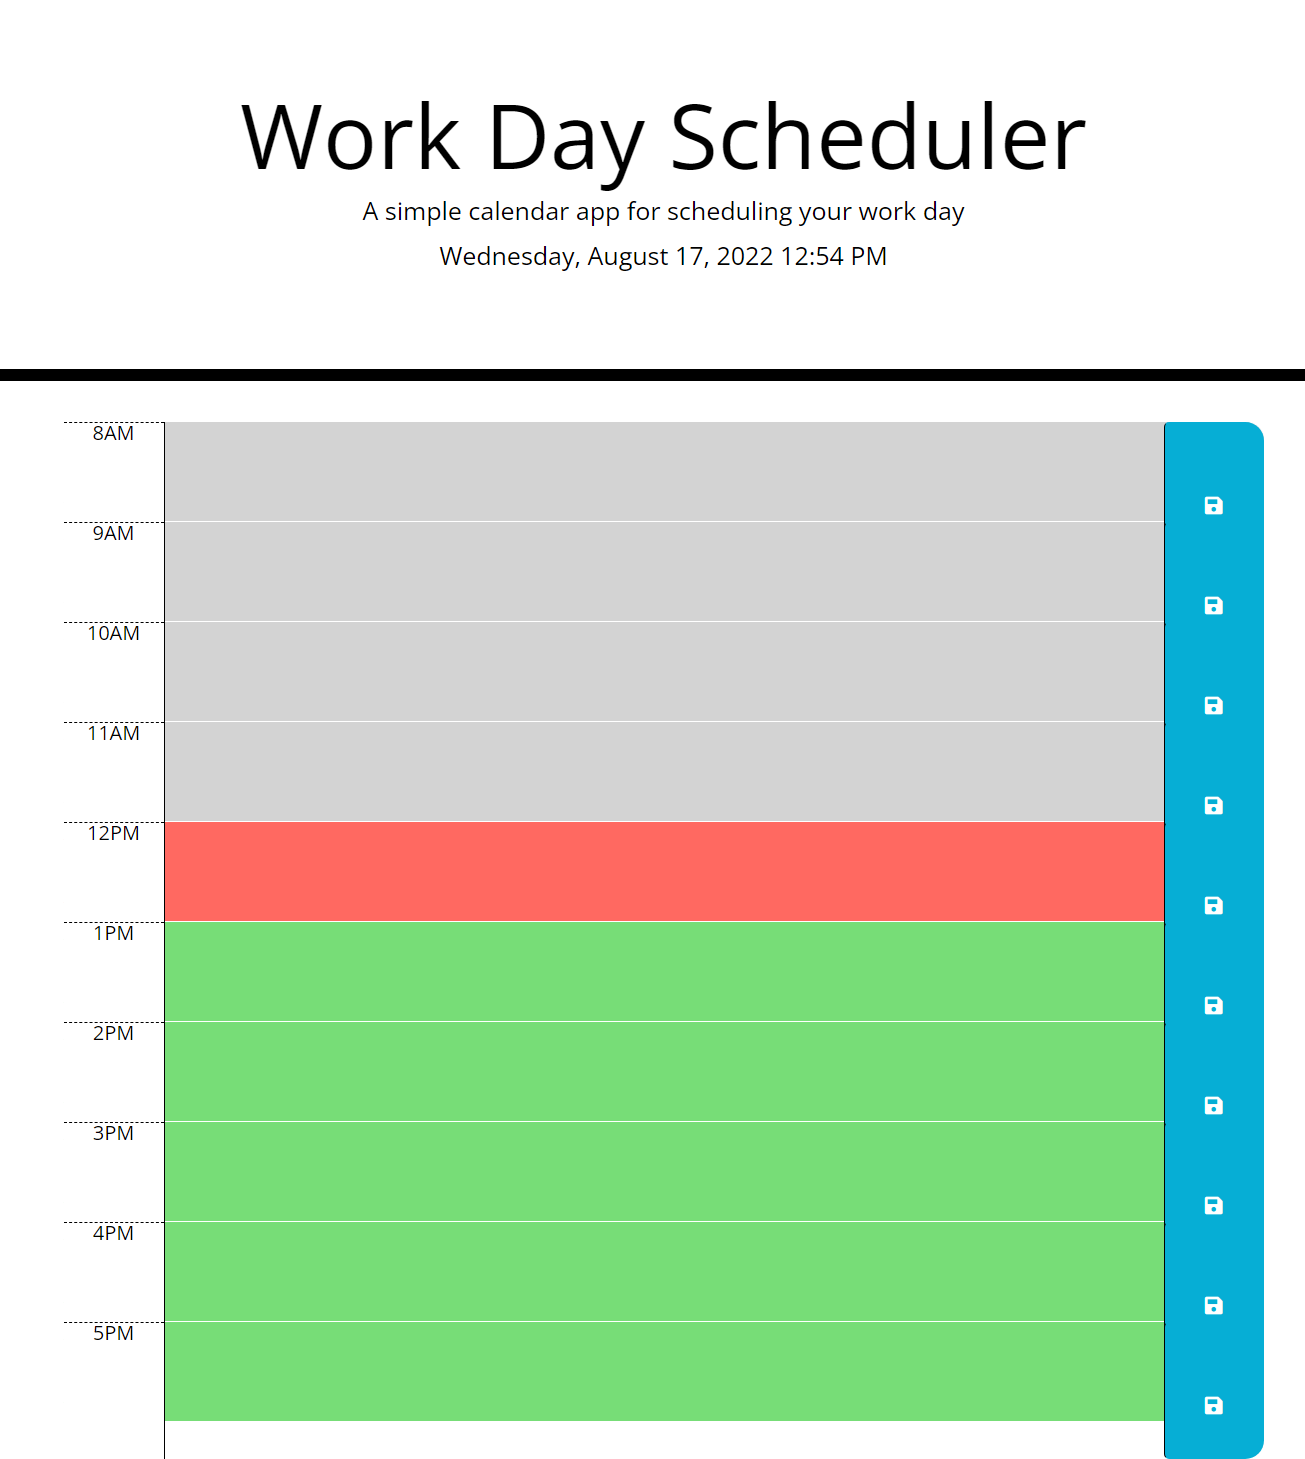 Work Day Scheduler
A simple calendar app for scheduling your work day
Wednesday, August 17, 2022 12:54 PM
8AM
9AM
10AM
11AM
12PM
1PM
2PM
3PM
4PM
5PM